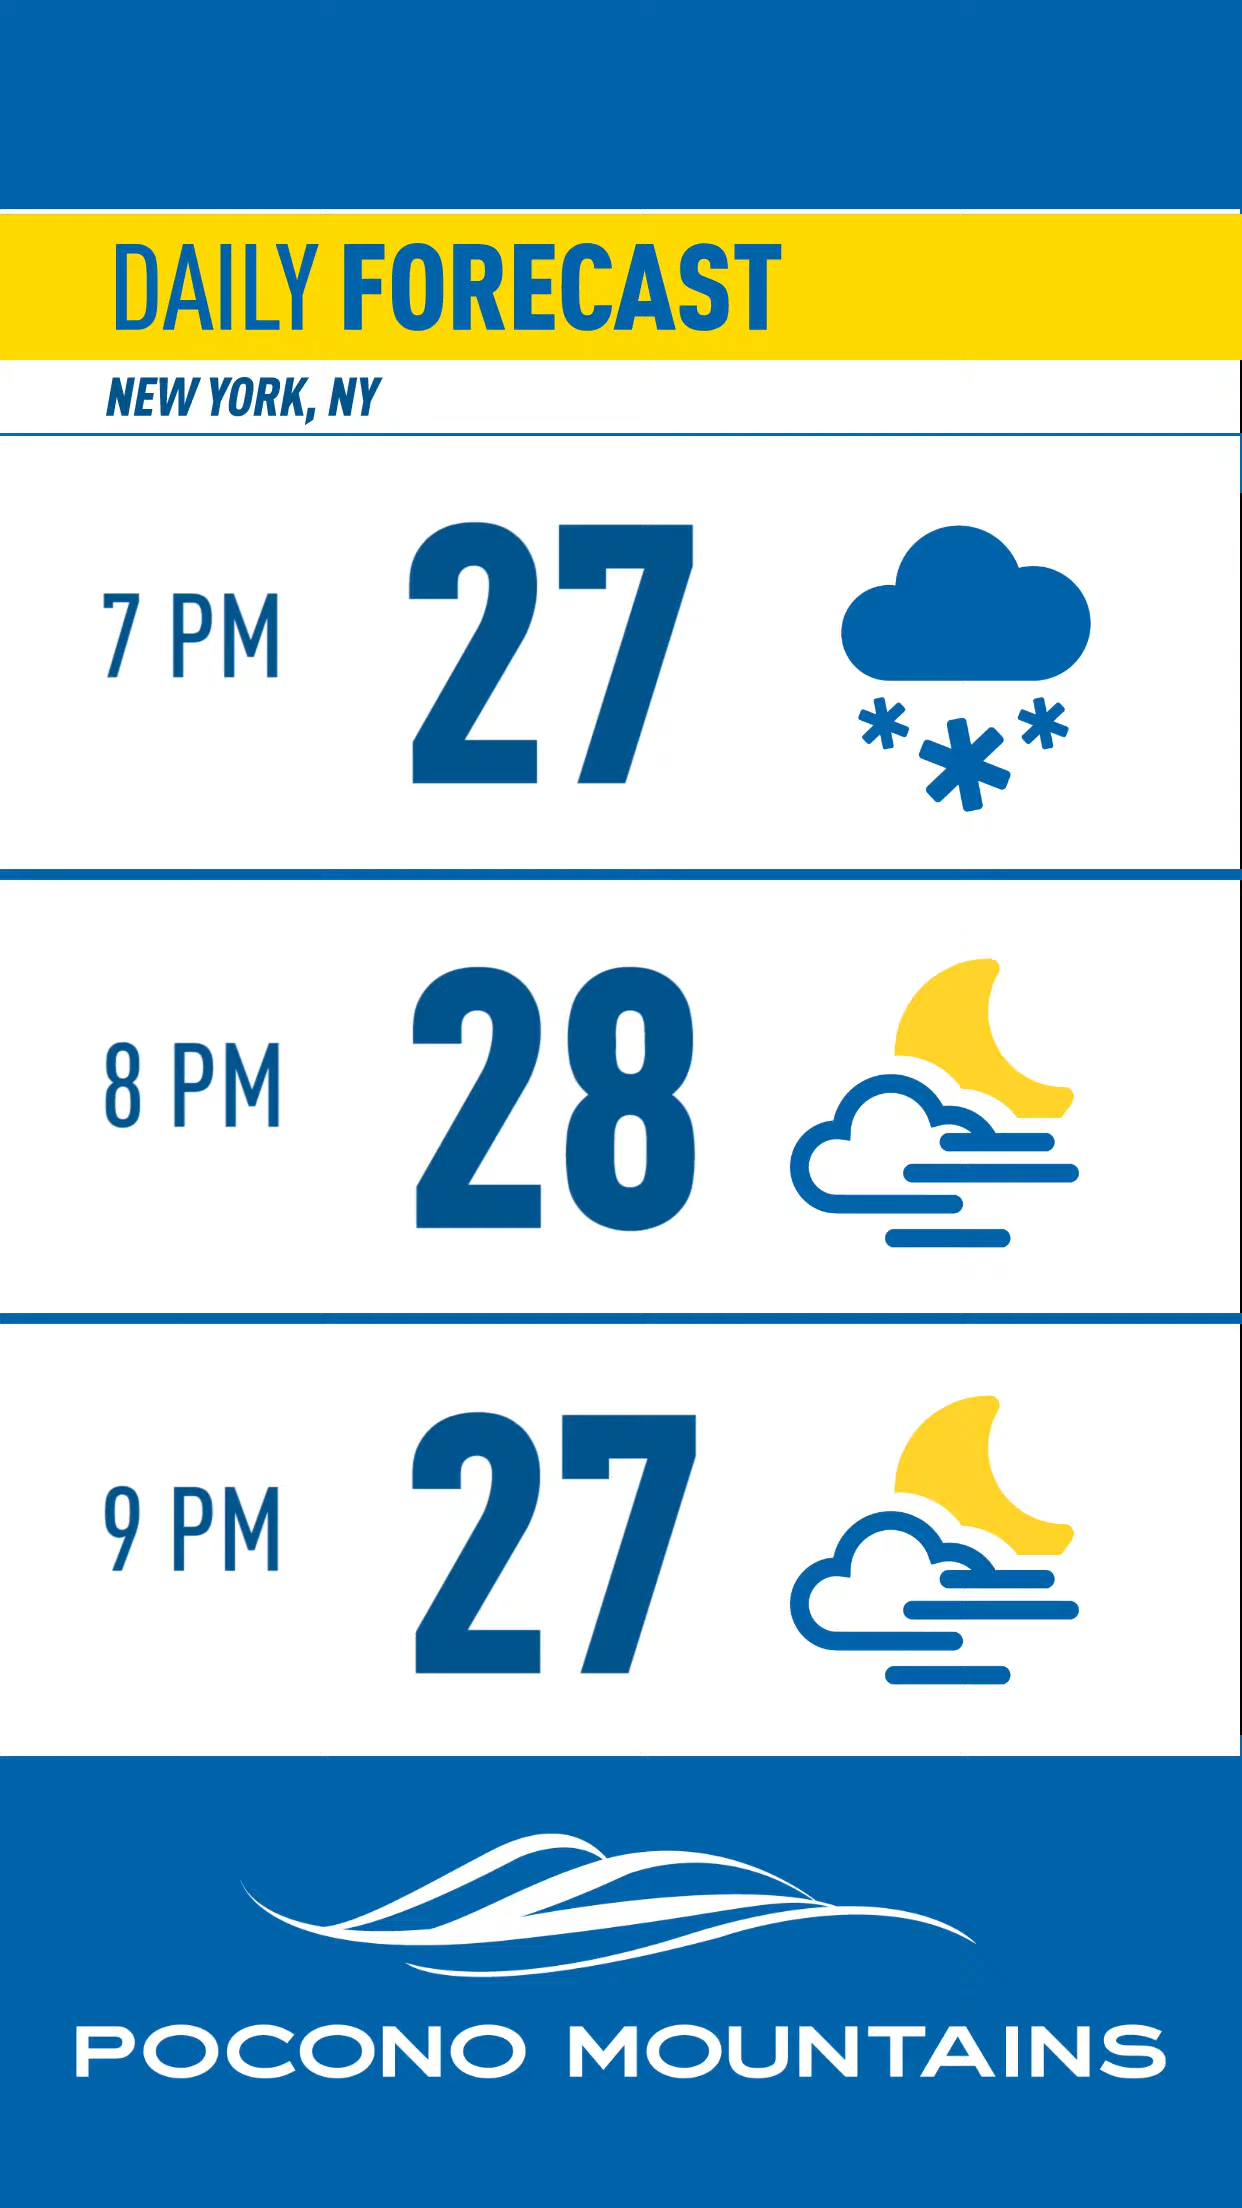 DAILY FORECAST
NEW YORK, NY
7 PM 27
8 PM 28
9 PM 27
POCONO MOUNTAINS